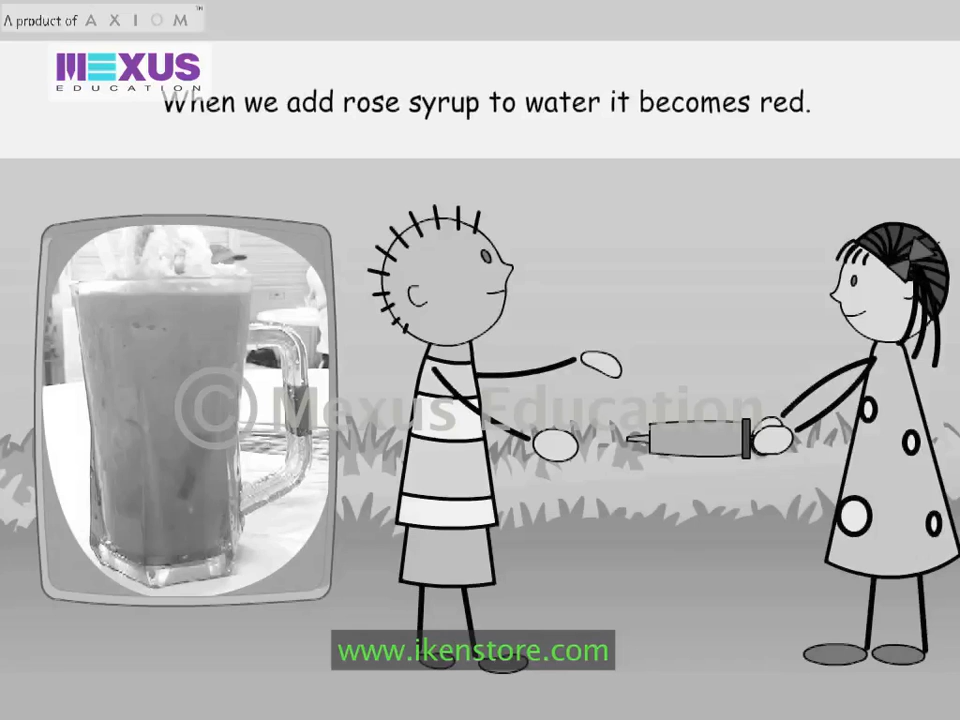 A product of AXIOM™
MEXUS
EDUCATION
When we add rose syrup to water it becomes red.
© Mexus Education
www.ikenstore.com